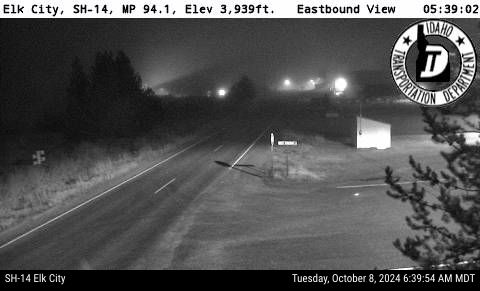 Elk City, SH-14, MP 94.1, Elev 3,939ft. Eastbound View 05:39:02
IDAHO
TRANSPORTATION DEPARTMENT
SH-14 Elk City
Tuesday, October 8, 2024 6:39:54 AM MDT